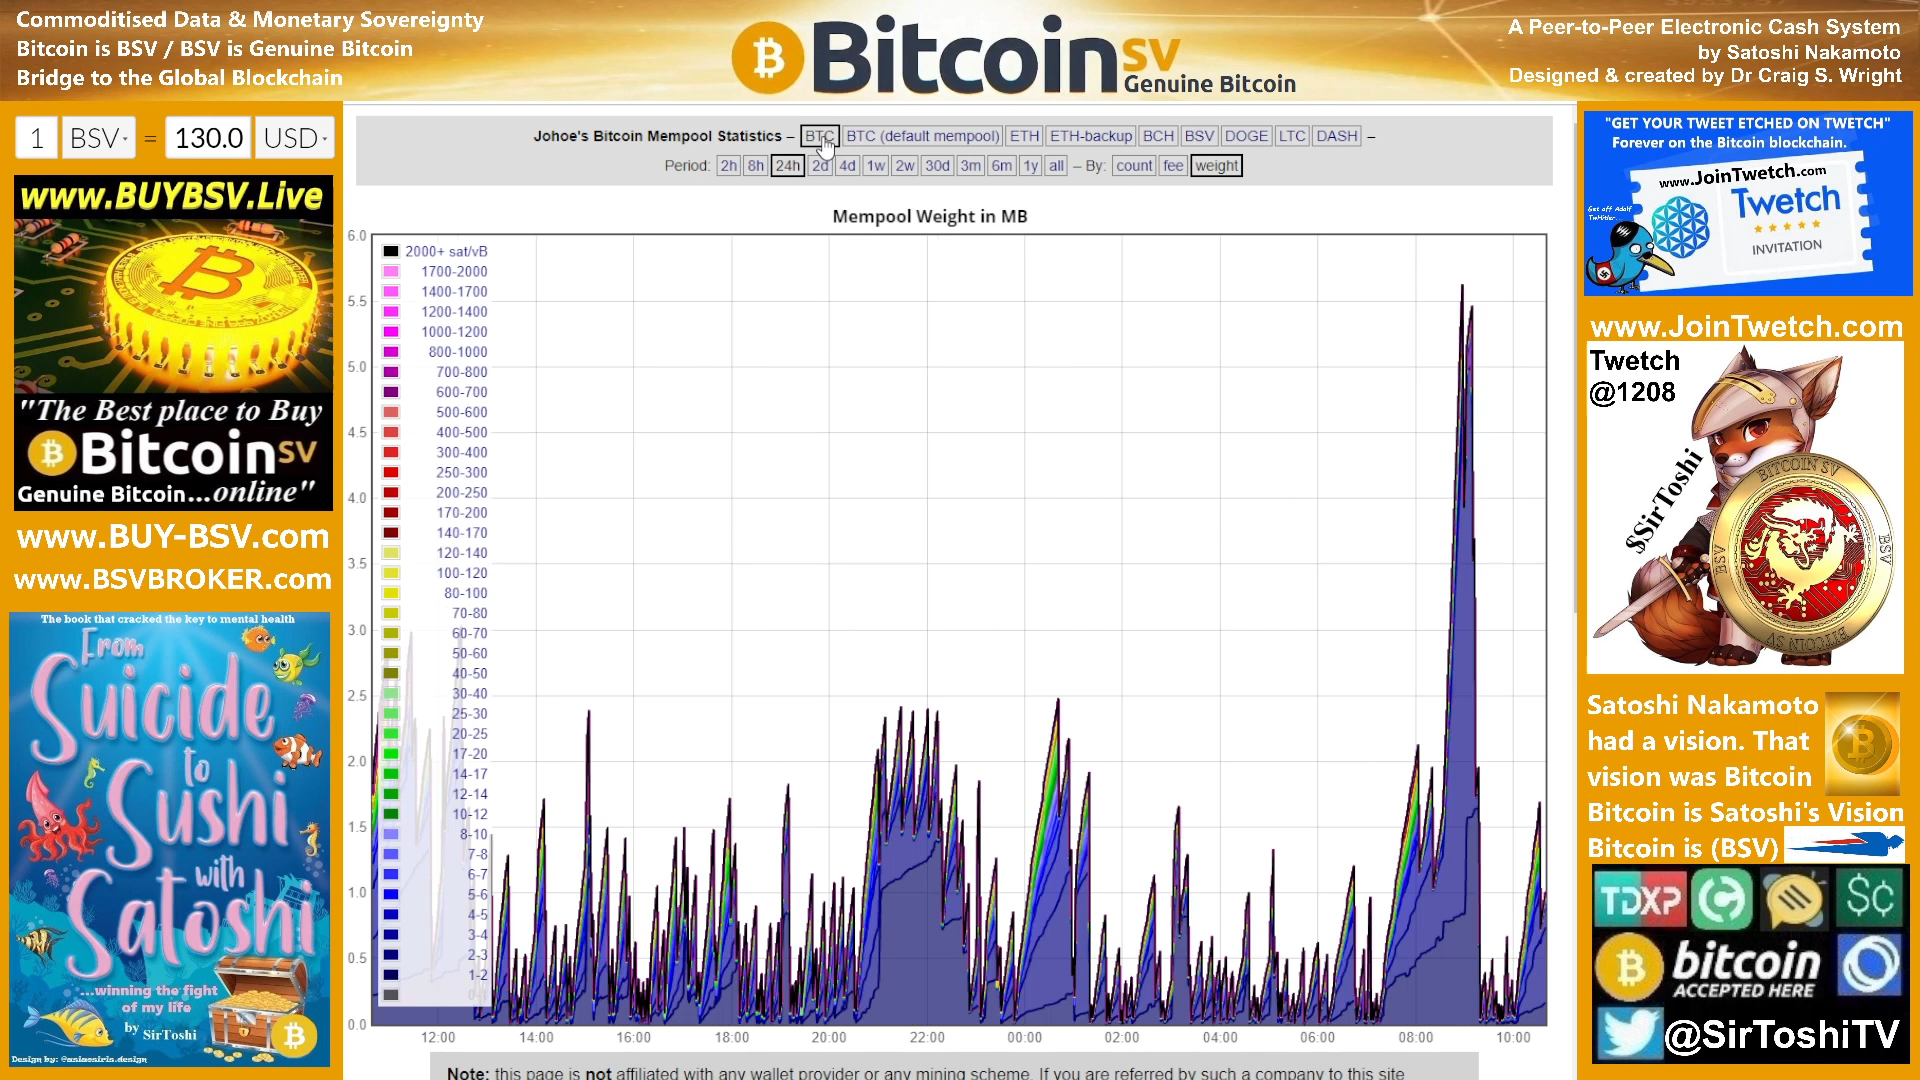 Commoditised Data & Monetary Sovereignty
Bitcoin is BSV / BSV is Genuine Bitcoin
Bridge to the Global Blockchain
BitcoinSV
Genuine Bitcoin
A Peer-to-Peer Electronic Cash System
by Satoshi Nakamoto
Designed & created by Dr Craig S. Wright
1 BSV = 130.0 USD
www.BUYBSV.Live
"The Best place to Buy
BitcoinSV
Genuine Bitcoin...online"
www.BUY-BSV.com
www.BSVBROKER.com
The book that cracked the key to mental health
From
Suicide
to
Sushi
with
Satoshi
...winning the fight
of my life
by SirToshi
Design by: @asiaosiris.design
Johoe's Bitcoin Mempool Statistics – BTC BTC (default mempool) ETH ETH-backup BCH BSV DOGE LTC DASH –
Period: 2h 8h 24h 2d 4d 1w 2w 30d 3m 6m 1y all – By: count fee weight
Mempool Weight in MB
6.0
5.5
5.0
4.5
4.0
3.5
3.0
2.5
2.0
1.5
1.0
0.5
0.0
2000+ sat/vB
1700-2000
1400-1700
1200-1400
1000-1200
800-1000
700-800
600-700
500-600
400-500
300-400
250-300
200-250
170-200
140-170
120-140
100-120
80-100
70-80
60-70
50-60
40-50
30-40
25-30
20-25
17-20
14-17
12-14
10-12
8-10
7-8
6-7
5-6
4-5
3-4
2-3
1-2
0-1
12:00 14:00 16:00 18:00 20:00 22:00 00:00 02:00 04:00 06:00 08:00 10:00
Note: this page is not affiliated with any wallet provider or any mining scheme. If you are referred by such a company to this site
"GET YOUR TWEET ETCHED ON TWETCH"
Forever on the Bitcoin blockchain.
www.JoinTwetch.com
Twetch
INVITATION
Get off Adolf
TwHitler..
www.JoinTwetch.com
Twetch
@1208
$SirToshi
BITCOIN SV
BSV
BSV
BITCOIN SV
Satoshi Nakamoto
had a vision. That
vision was Bitcoin
Bitcoin is Satoshi's Vision
Bitcoin is (BSV)
TDXP
$c
bitcoin
ACCEPTED HERE
@SirToshiTV